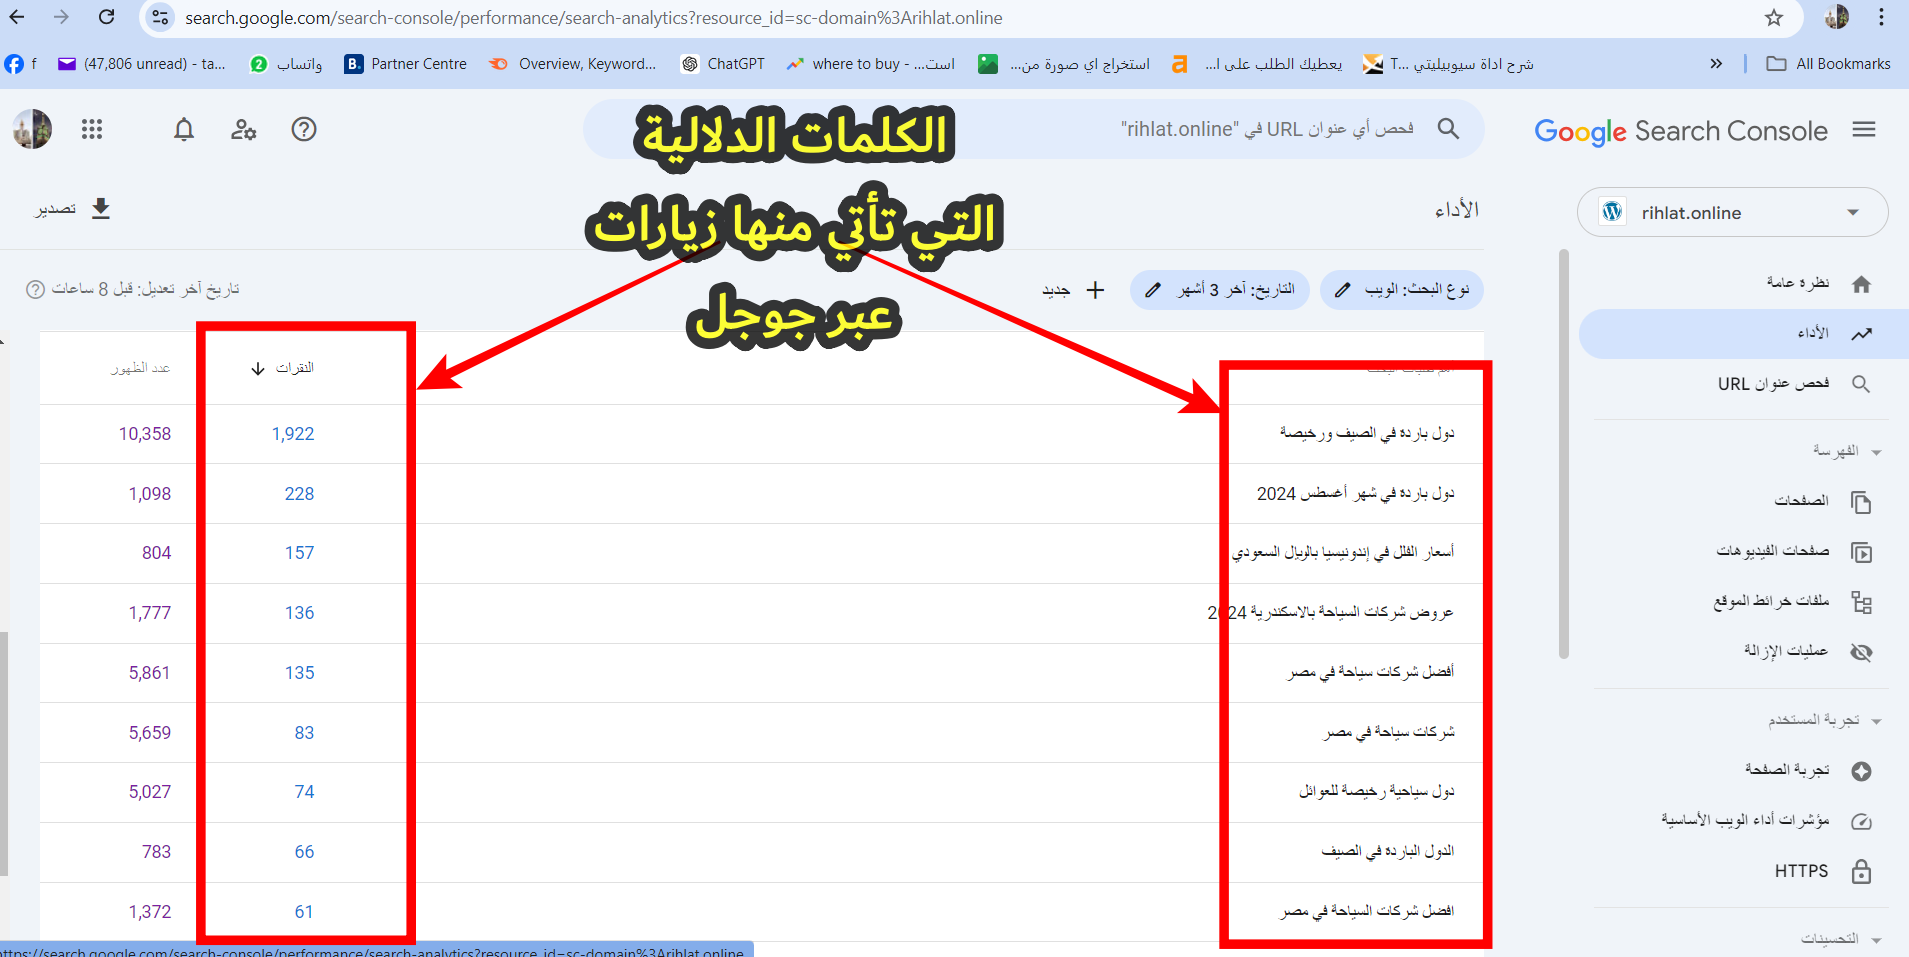 search.google.com/search-console/performance/search-analytics?resource_id=sc-domain%3Arihlat.online
f
(47,806 unread) - ta...
واتساب
Partner Centre
Overview, Keyword...
ChatGPT
where to buy - است...
استخراج اي صورة من...
يعطيك الطلب على ا...
شرح اداة سيوبيليتي ...T
All Bookmarks
Google Search Console
فحص أي عنوان URL في "rihlat.online"
الكلمات الدلالية
التي تأتي منها زيارات
عبر جوجل
rihlat.online
الأداء
تصدير
نوع البحث: الويب
التاريخ: آخر 3 أشهر
جديد
تاريخ آخر تعديل: قبل 8 ساعات
النقرات
عدد الظهور
دول باردة في الصيف ورخيصة 1,922 10,358
دول باردة في شهر أغسطس 2024 228 1,098
أسعار الفلل في إندونيسيا بالريال السعودي 157 804
عروض شركات السياحة بالاسكندرية 2024 136 1,777
أفضل شركات سياحة في مصر 135 5,861
شركات سياحة في مصر 83 5,659
دول سياحية رخيصة للعوائل 74 5,027
الدول الباردة في الصيف 66 783
افضل شركات السياحة في مصر 61 1,372
نظرة عامة
الأداء
فحص عنوان URL
الفهرسة
الصفحات
صفحات الفيديوهات
ملفات خرائط الموقع
عمليات الإزالة
تجربة المستخدم
تجربة الصفحة
مؤشرات أداء الويب الأساسية
HTTPS
التحسينات
https://search.google.com/search-console/performance/search-analytics?resource_id=sc-domain%3Arihlat.online